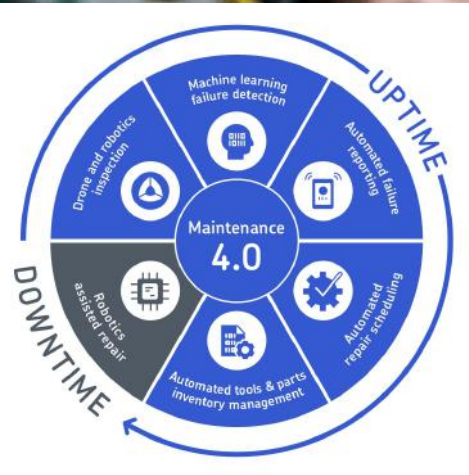 Machine learning
failure detection
UPTIME
Automated failure
reporting
Automated
repair scheduling
Automated tools & parts
inventory management
Robotics
assisted repair
DOWNTIME
Drone and robotics
inspection
Maintenance
4.0